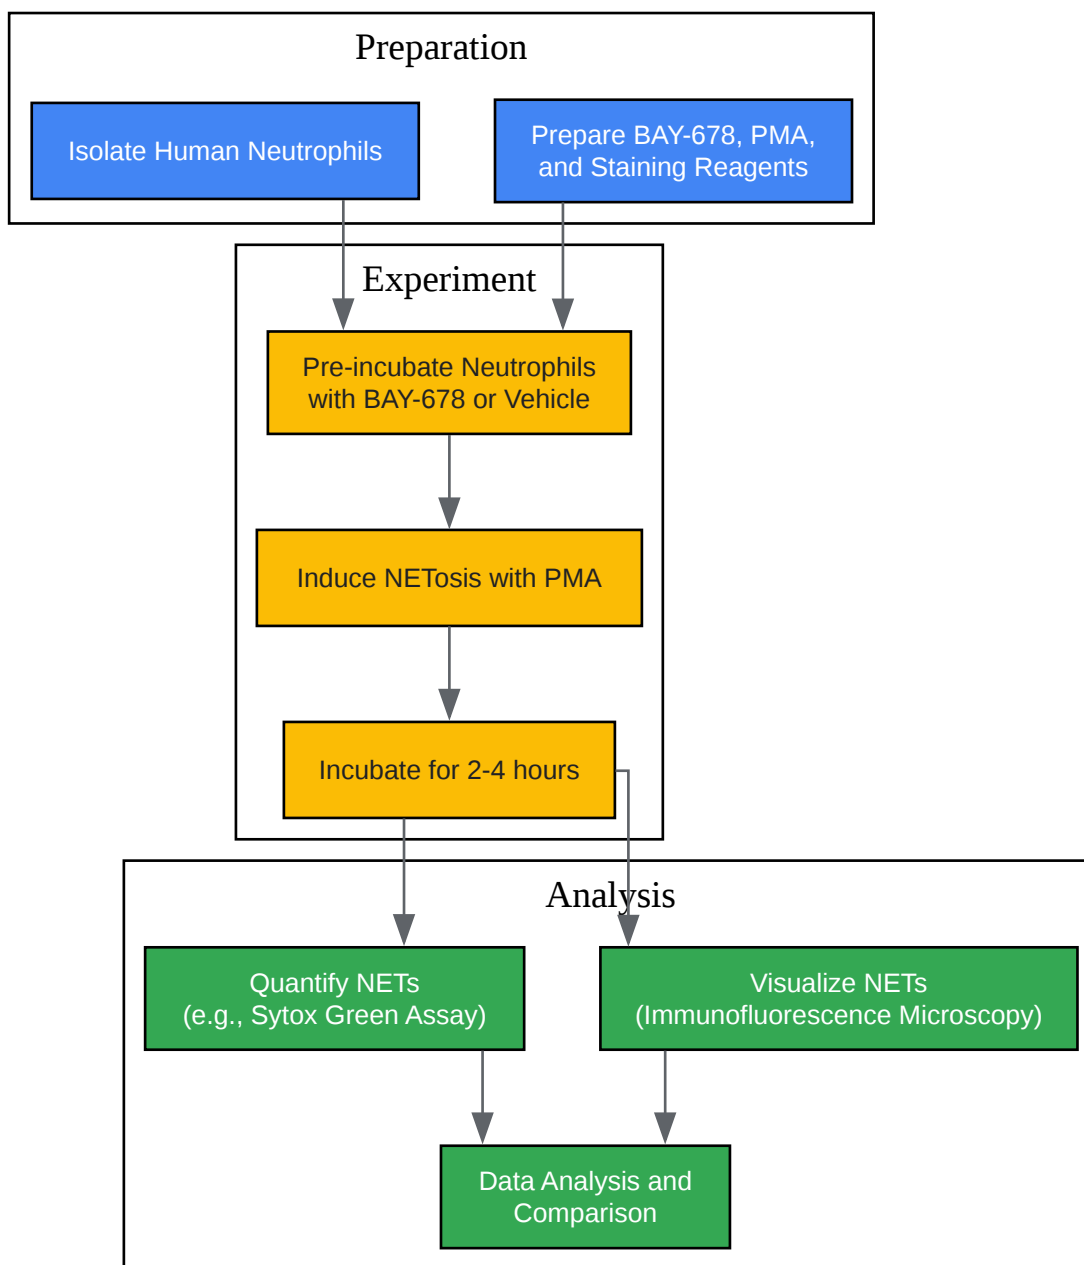 Preparation
Isolate Human Neutrophils
Prepare BAY-678, PMA,
and Staining Reagents
Experiment
Pre-incubate Neutrophils
with BAY-678 or Vehicle
Induce NETosis with PMA
Incubate for 2-4 hours
Analysis
Quantify NETs
(e.g., Sytox Green Assay)
Visualize NETs
(Immunofluorescence Microscopy)
Data Analysis and
Comparison